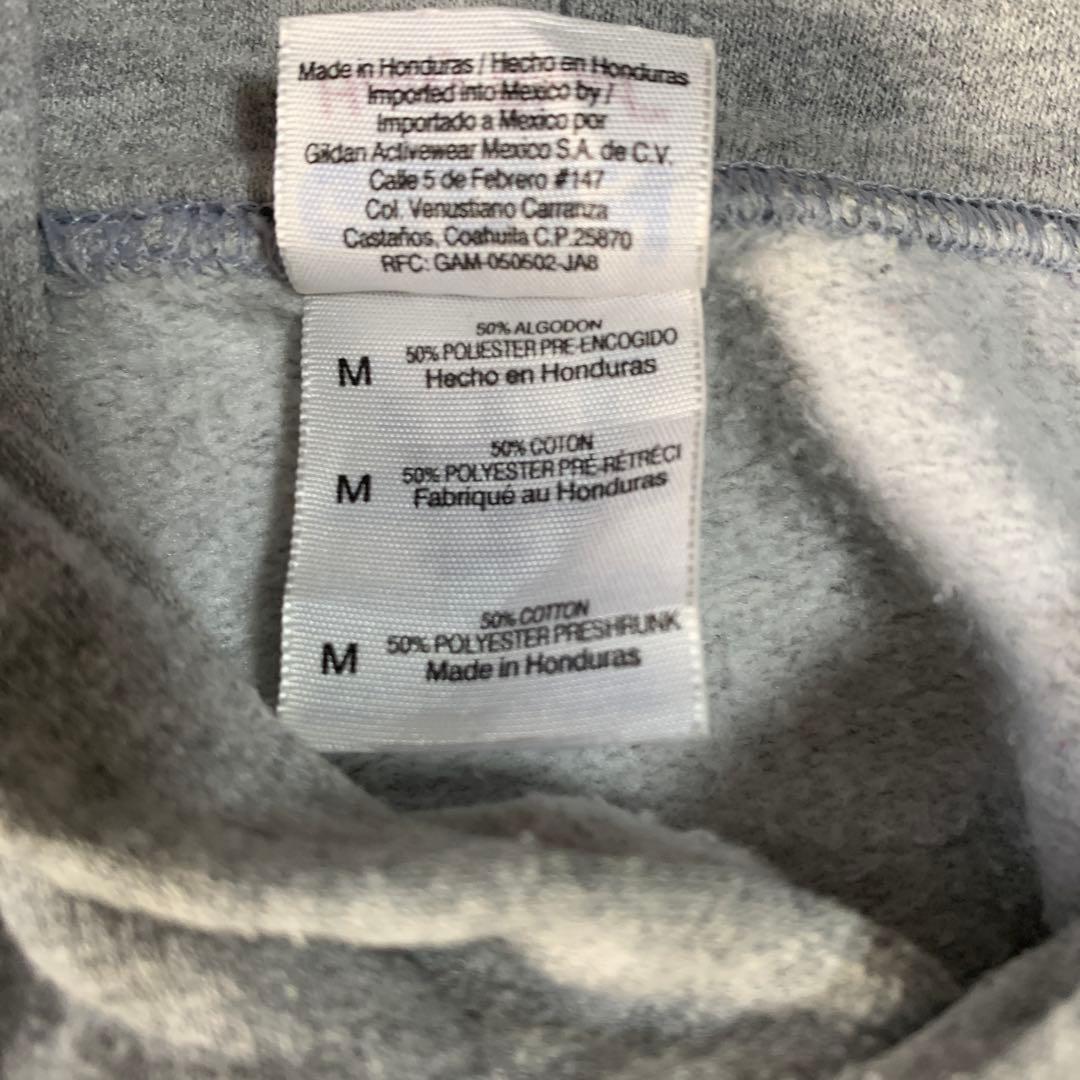 Made in Honduras / Hecho en Honduras
Imported into Mexico by /
Importado a Mexico por
Gildan Activewear Mexico S.A. de C.V.
Calle 5 de Febrero #147
Col. Venustiano Carranza
Castaños, Coahuila C.P. 25870
RFC: GAM-050602-JA8
50% ALGODON
M 50% POLIESTER PRE-ENCOGIDO
Hecho en Honduras
50% COTON
M 50% POLYESTER PRÉ-RÉTRÉCI
Fabriqué au Honduras
50% COTTON
M 50% POLYESTER PRESHRUNK
Made in Honduras